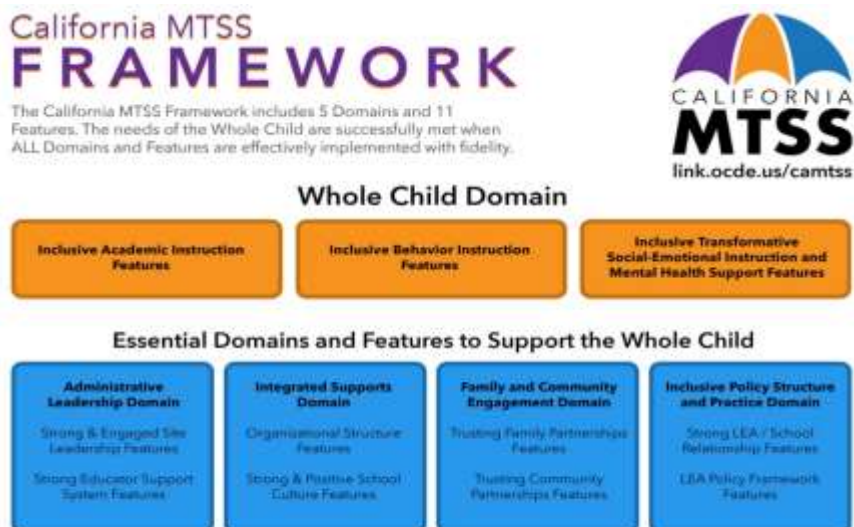 California MTSS
FRAMEWORK
The California MTSS Framework includes 5 Domains and 11
Features. The needs of the Whole Child are successfully met when
ALL Domains and Features are effectively implemented with fidelity.
CALIFORNIA
MTSS
link.ocde.us/camtss
Whole Child Domain
Inclusive Academic Instruction
Features
Inclusive Behavior Instruction
Features
Inclusive Transformative
Social-Emotional Instruction and
Mental Health Support Features
Essential Domains and Features to Support the Whole Child
Administrative
Leadership Domain
Strong & Engaged Site
Leadership Features
Strong Educator Support
System Features
Integrated Supports
Domain
Organizational Structure
Features
Strong & Positive School
Culture Features
Family and Community
Engagement Domain
Trusting Family Partnerships
Features
Trusting Community
Partnerships Features
Inclusive Policy Structure
and Practice Domain
Strong LEA / School
Relationship Features
LEA Policy Framework
Features